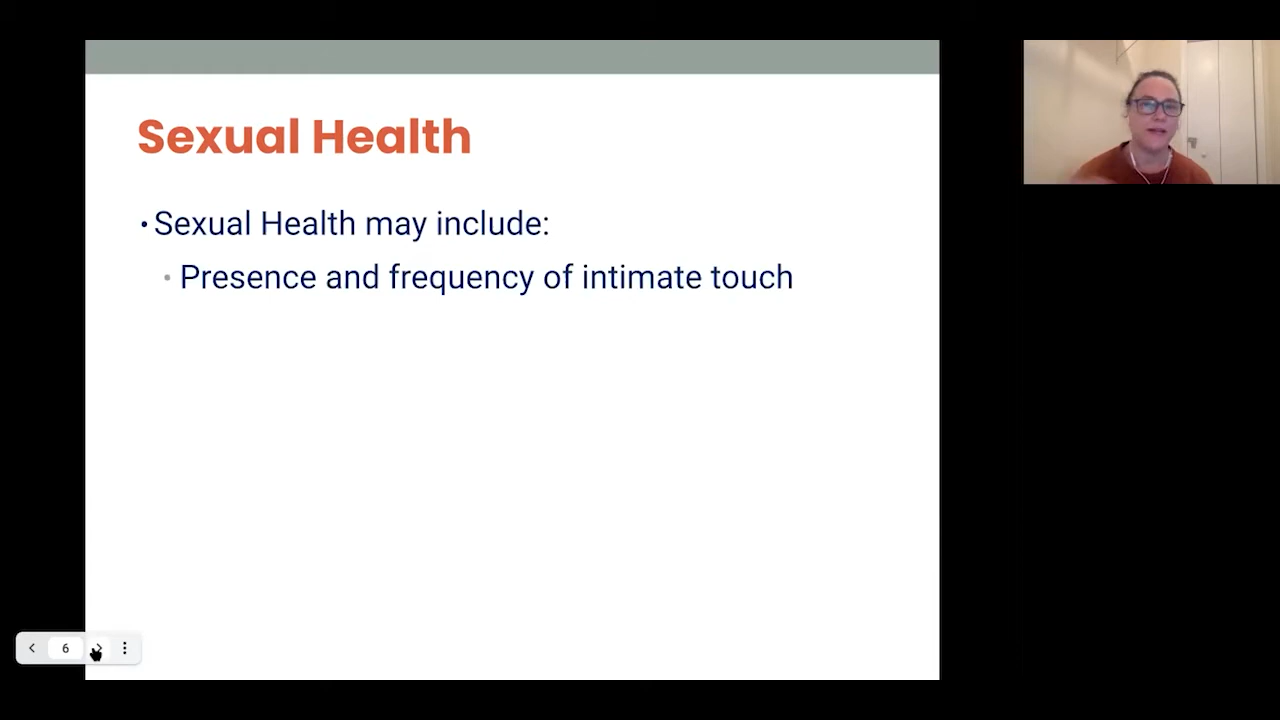 Sexual Health
• Sexual Health may include:
• Presence and frequency of intimate touch
6